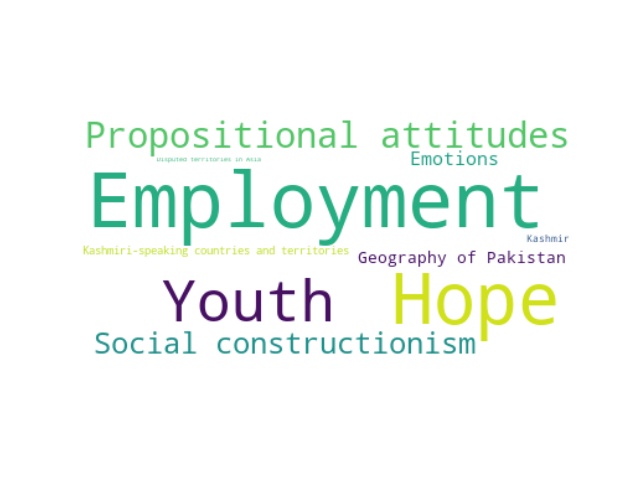 Propositional attitudes
Disputed territories in Asia
Emotions
Employment
Kashmir
Kashmiri-speaking countries and territories
Geography of Pakistan
Youth
Hope
Social constructionism